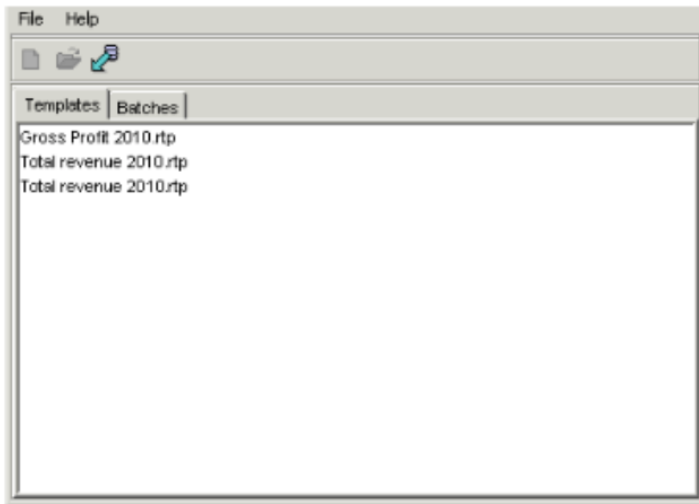 File Help
Templates Batches
Gross Profit 2010.rtp
Total revenue 2010.rtp
Total revenue 2010.rtp